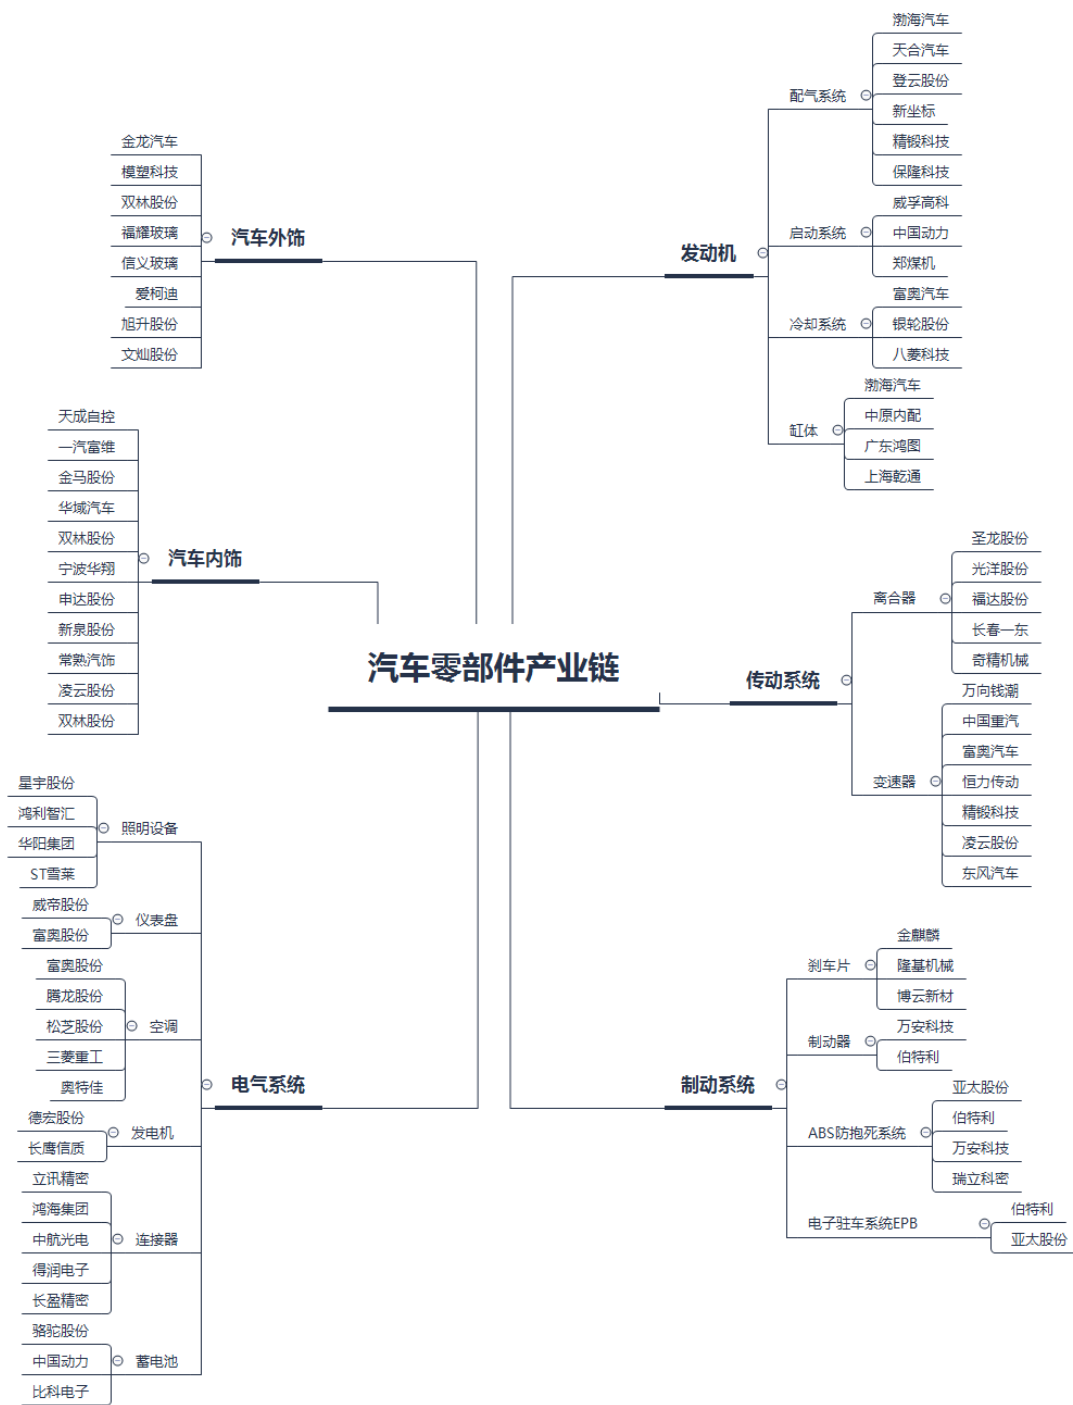 汽车零部件产业链
发动机
配气系统
渤海汽车
天合汽车
登云股份
新坐标
精锻科技
保隆科技
启动系统
威孚高科
中国动力
郑煤机
冷却系统
富奥汽车
银轮股份
八菱科技
缸体
渤海汽车
中原内配
广东鸿图
上海乾通
传动系统
离合器
圣龙股份
光洋股份
福达股份
长春一东
奇精机械
变速器
万向钱潮
中国重汽
富奥汽车
恒力传动
精锻科技
凌云股份
东风汽车
制动系统
刹车片
金麒麟
隆基机械
博云新材
制动器
万安科技
伯特利
ABS防抱死系统
亚太股份
伯特利
万安科技
瑞立科密
电子驻车系统EPB
伯特利
亚太股份
汽车外饰
金龙汽车
模塑科技
双林股份
福耀玻璃
信义玻璃
爱柯迪
旭升股份
文灿股份
汽车内饰
天成自控
一汽富维
金马股份
华域汽车
双林股份
宁波华翔
申达股份
新泉股份
常熟汽饰
凌云股份
双林股份
电气系统
照明设备
星宇股份
鸿利智汇
华阳集团
ST雪莱
仪表盘
威帝股份
富奥股份
空调
富奥股份
腾龙股份
松芝股份
三菱重工
奥特佳
发电机
德宏股份
长鹰信质
连接器
立讯精密
鸿海集团
中航光电
得润电子
长盈精密
蓄电池
骆驼股份
中国动力
比科电子